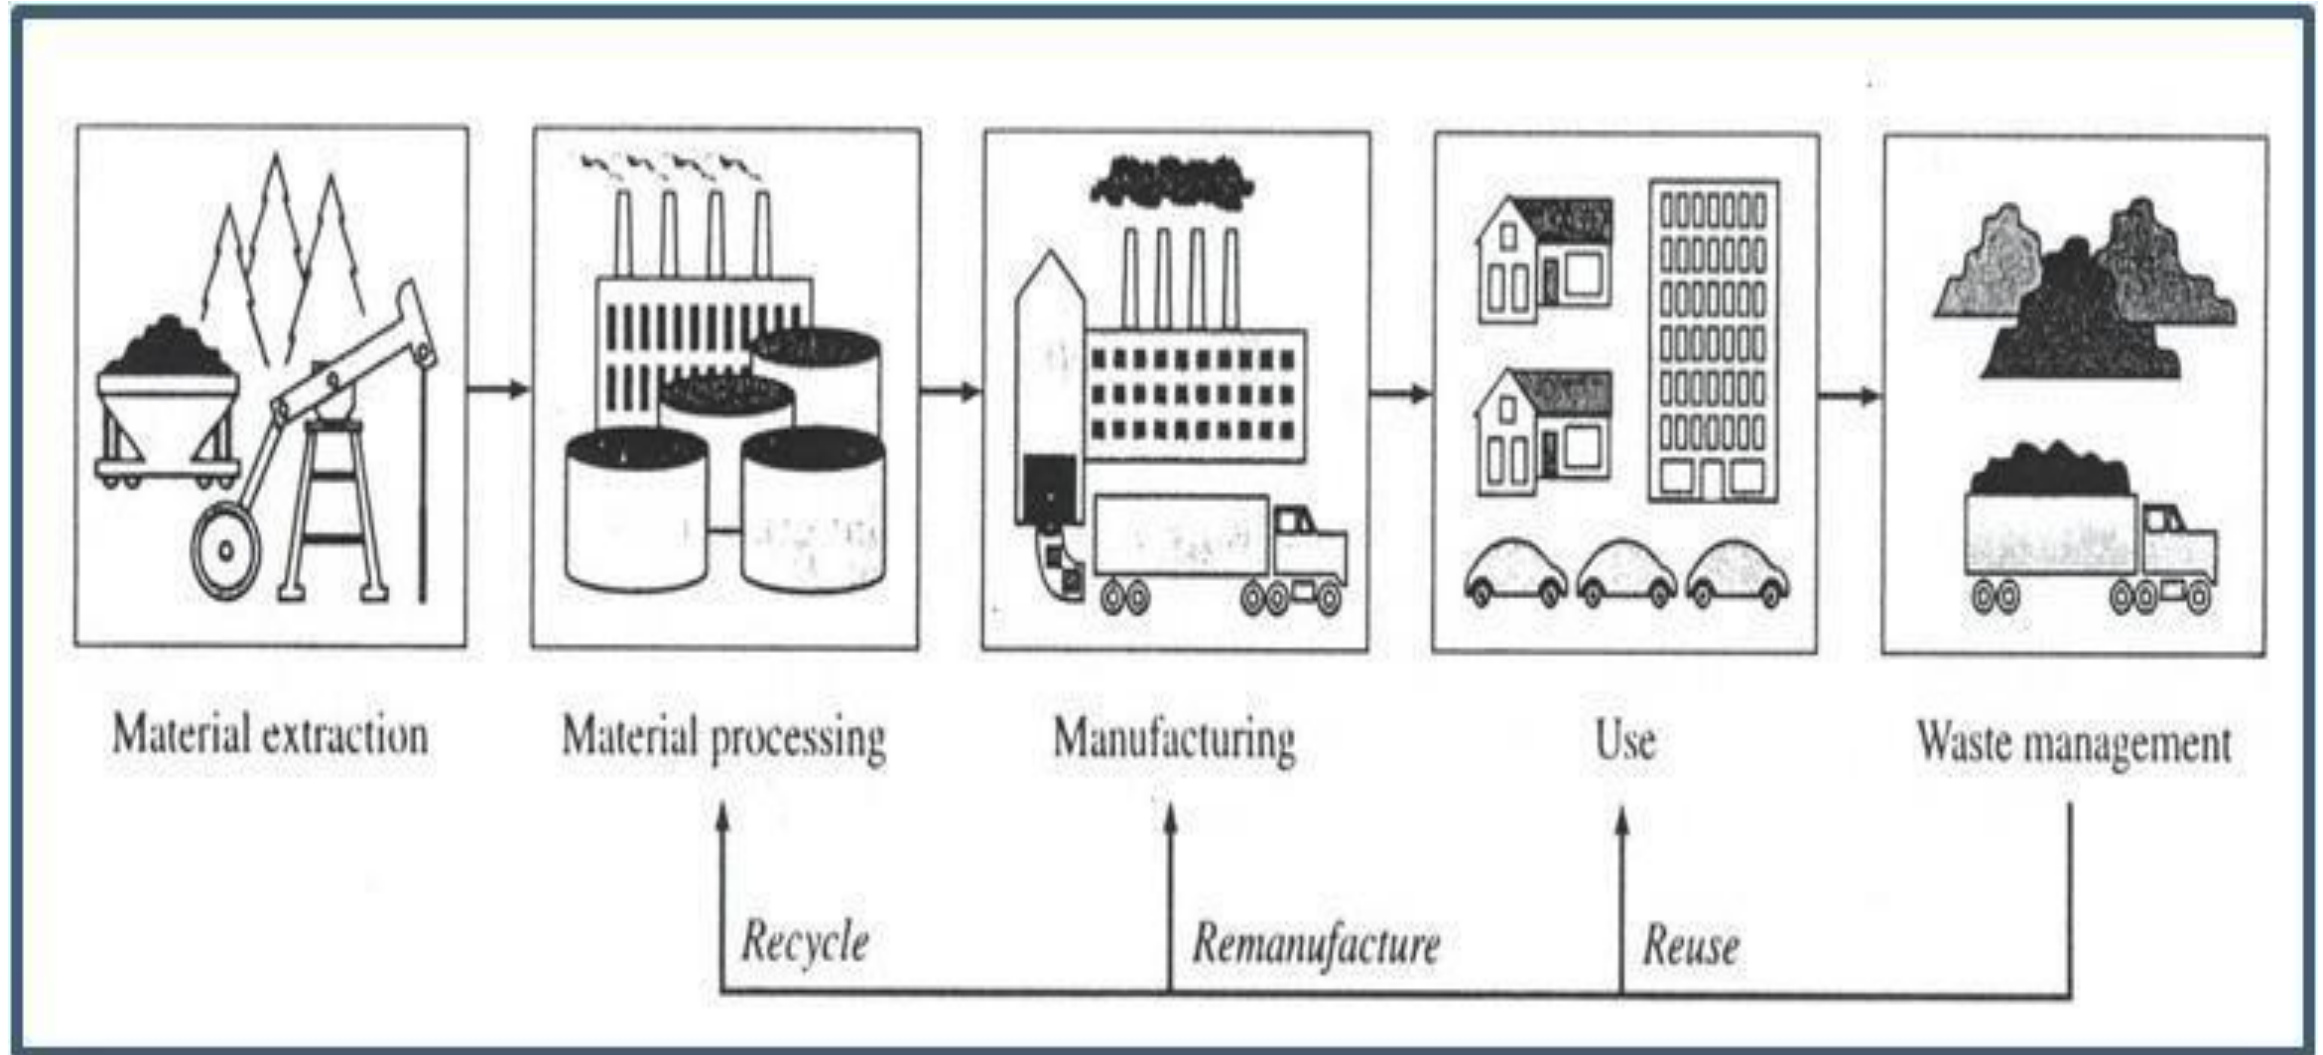 Material extraction
Material processing
Manufacturing
Use
Waste management
Recycle
Remanufacture
Reuse